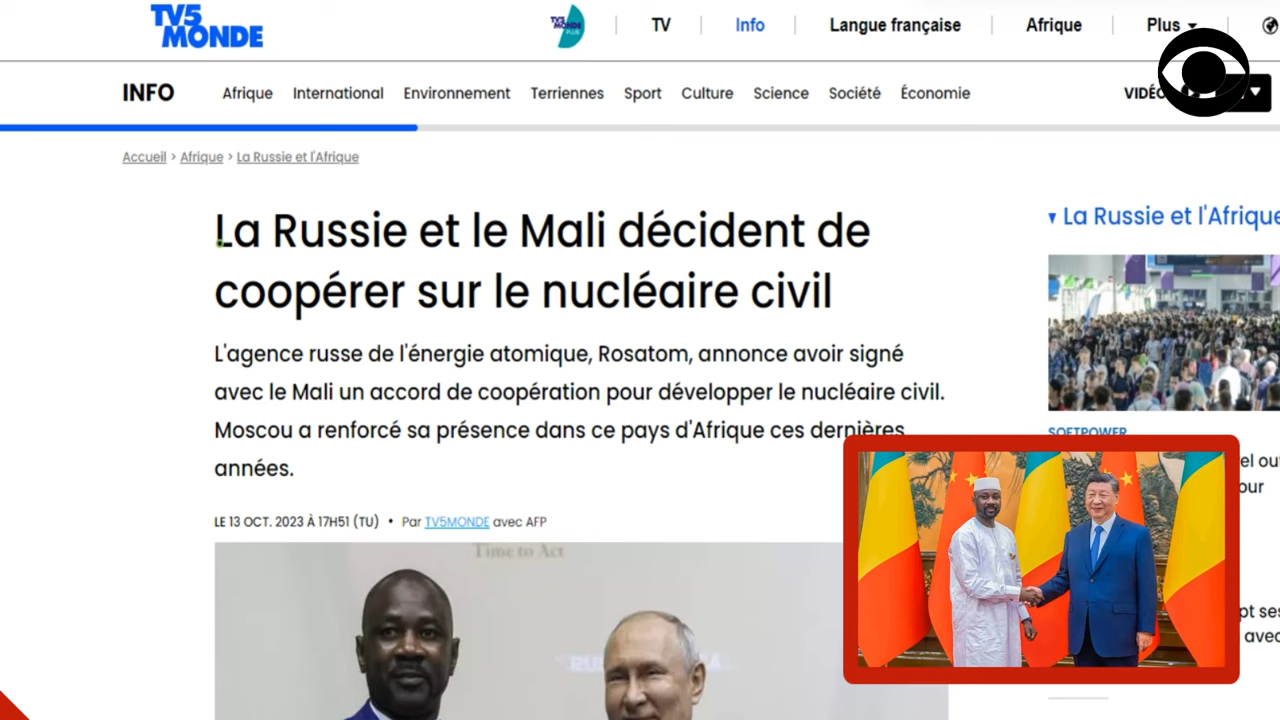 TV5
MONDE
TV5
MONDE
PLUS
TV
Info
Langue française
Afrique
Plus
INFO
Afrique
International
Environnement
Terriennes
Sport
Culture
Science
Société
Économie
Accueil > Afrique > La Russie et l'Afrique
La Russie et le Mali décident de
coopérer sur le nucléaire civil
L'agence russe de l'énergie atomique, Rosatom, annonce avoir signé
avec le Mali un accord de coopération pour développer le nucléaire civil.
Moscou a renforcé sa présence dans ce pays d'Afrique ces dernières
années.
LE 13 OCT. 2023 À 17H51 (TU) • Par TV5MONDE avec AFP
Time to Act
La Russie et l'Afrique
SOFTPOWER